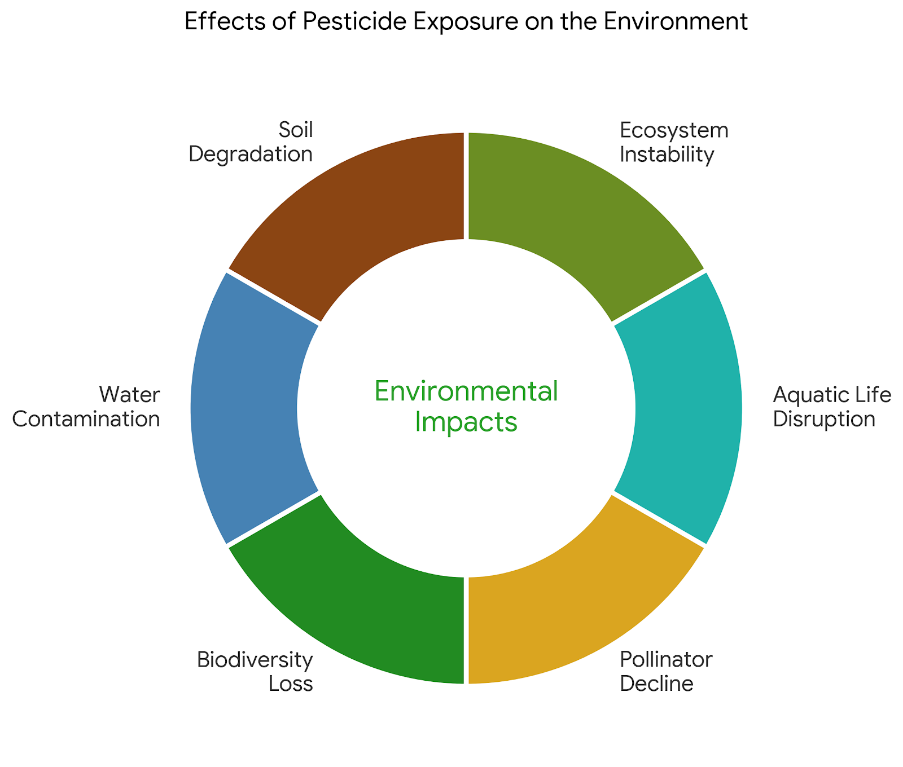 Effects of Pesticide Exposure on the Environment
Soil
Degradation
Ecosystem
Instability
Water
Contamination
Environmental
Impacts
Aquatic Life
Disruption
Biodiversity
Loss
Pollinator
Decline